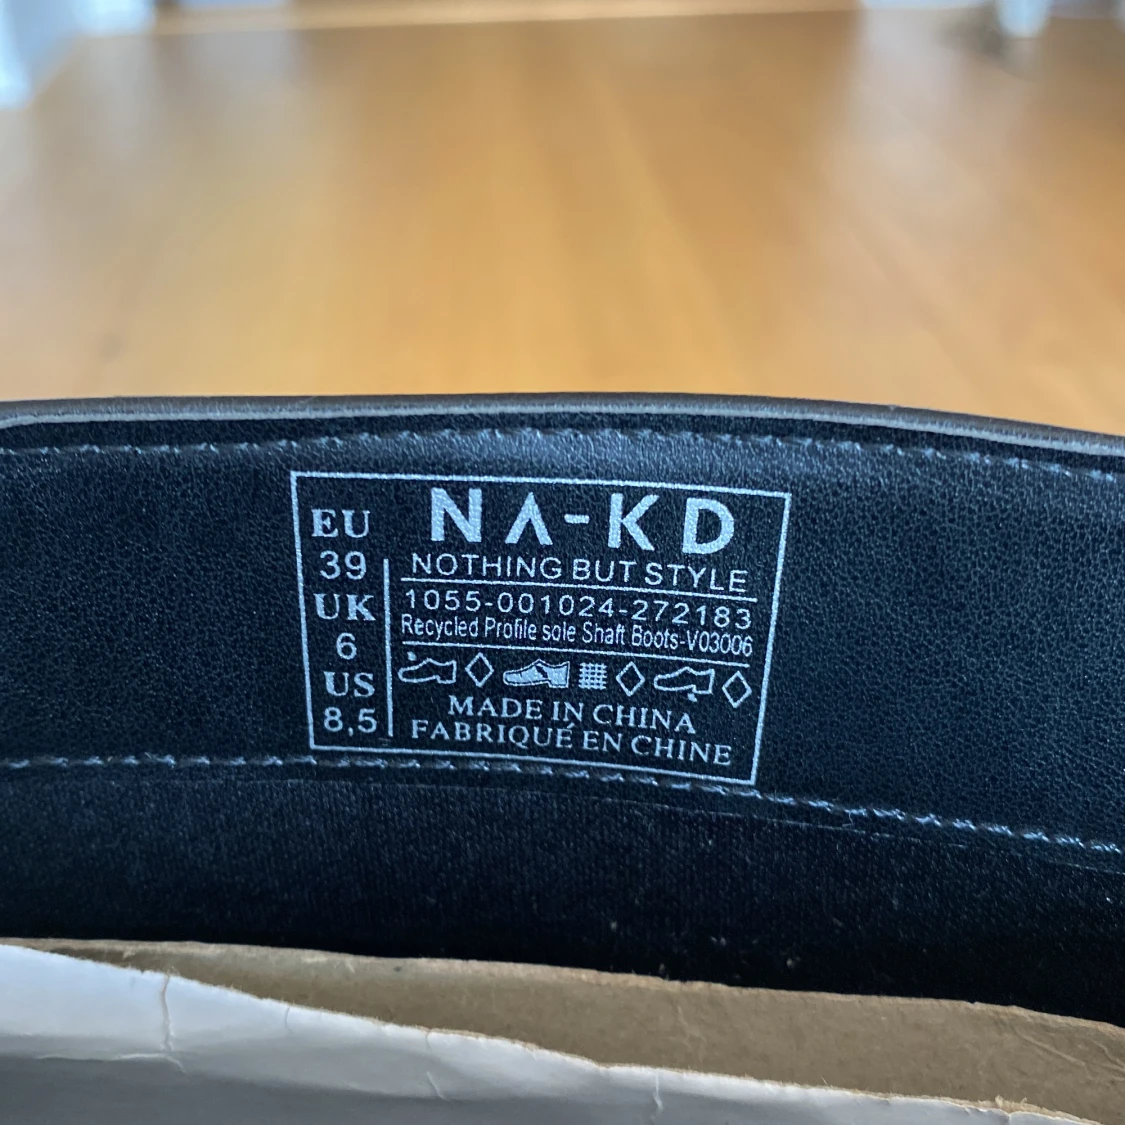 EU
39
UK
6
US
8,5
NA-KD
NOTHING BUT STYLE
1055-001024-272183
Recycled Profile sole Shaft Boots-V03006
MADE IN CHINA
FABRIQUÉ EN CHINE